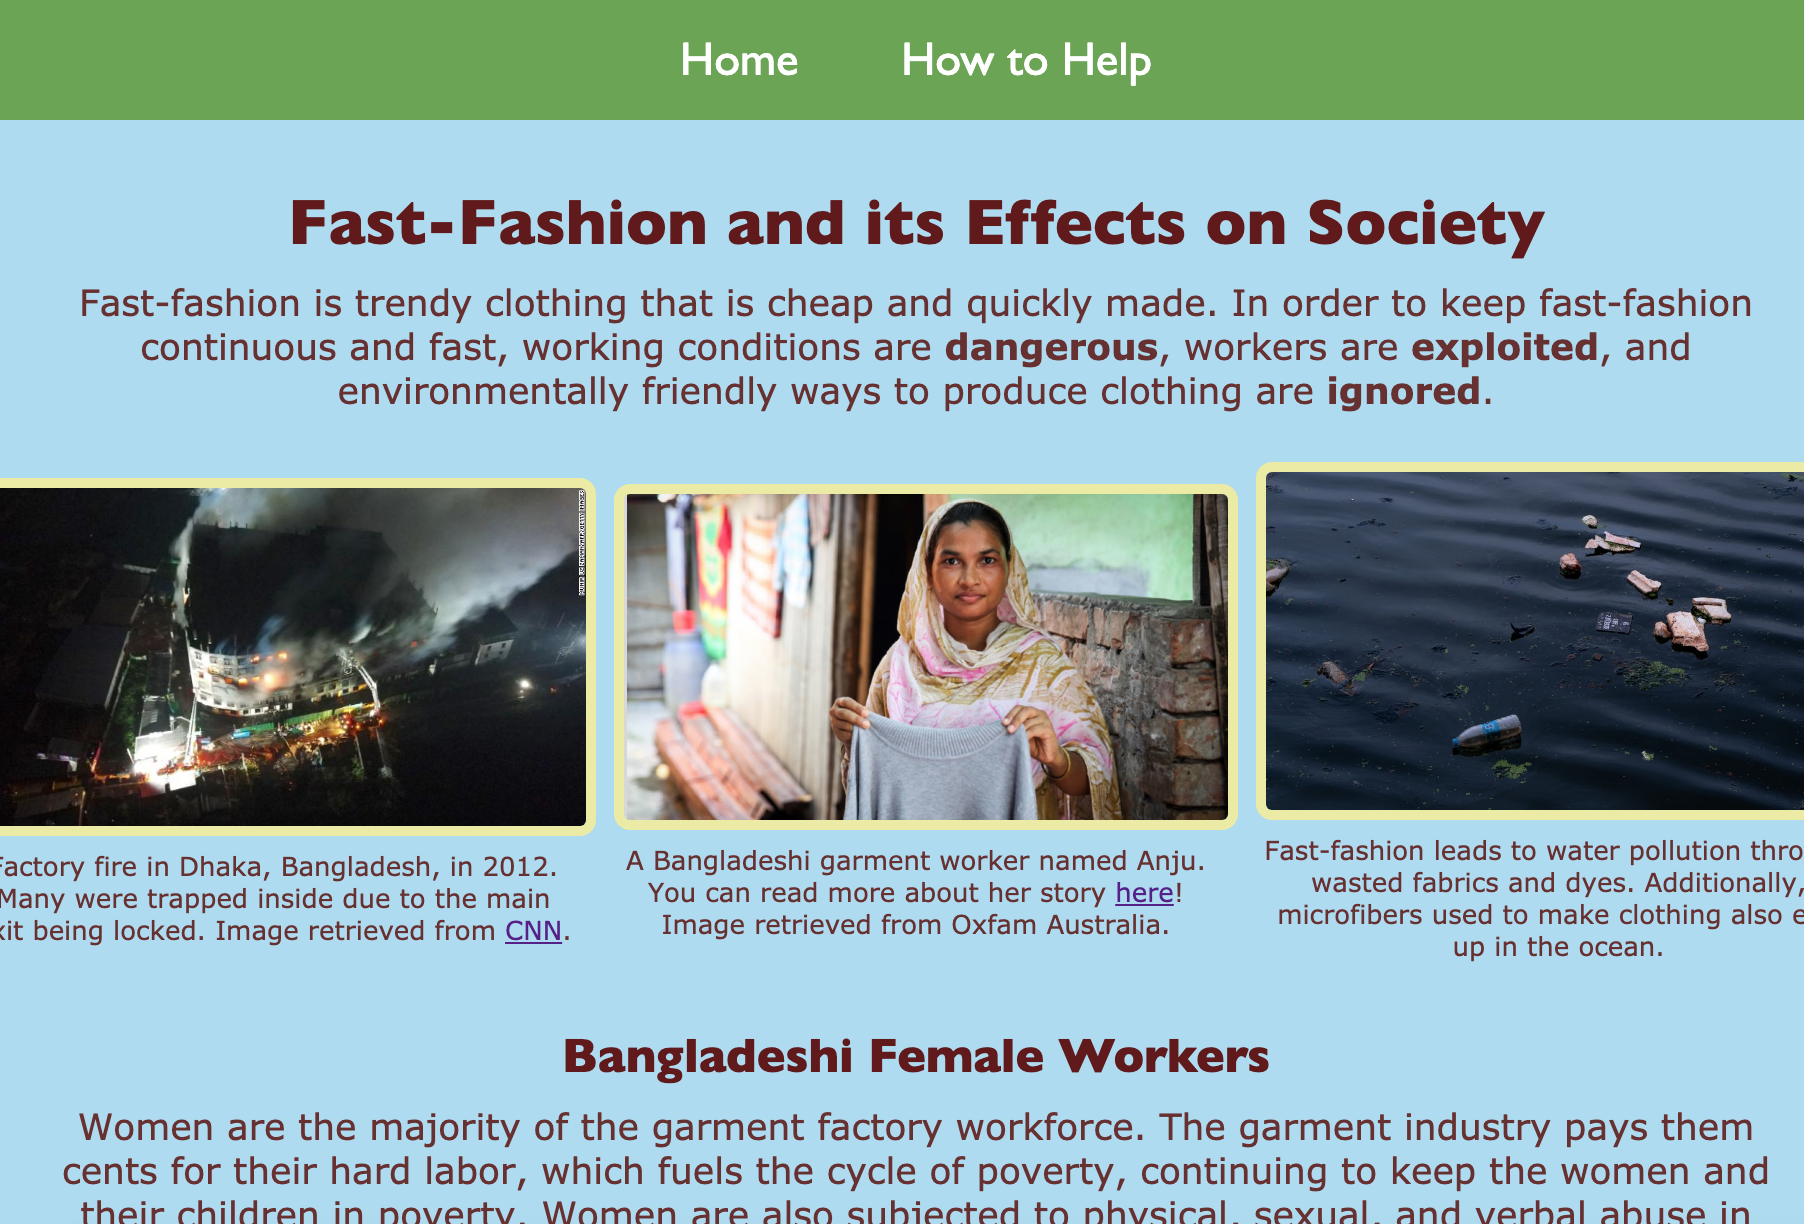 Home How to Help
Fast-Fashion and its Effects on Society
Fast-fashion is trendy clothing that is cheap and quickly made. In order to keep fast-fashion
continuous and fast, working conditions are dangerous, workers are exploited, and
environmentally friendly ways to produce clothing are ignored.
Factory fire in Dhaka, Bangladesh, in 2012.
Many were trapped inside due to the main
xit being locked. Image retrieved from CNN.
A Bangladeshi garment worker named Anju.
You can read more about her story here!
Image retrieved from Oxfam Australia.
Fast-fashion leads to water pollution thro
wasted fabrics and dyes. Additionally,
microfibers used to make clothing also e
up in the ocean.
Bangladeshi Female Workers
Women are the majority of the garment factory workforce. The garment industry pays them
cents for their hard labor, which fuels the cycle of poverty, continuing to keep the women and
their children in poverty. Women are also subjected to physical, sexual, and verbal abuse in